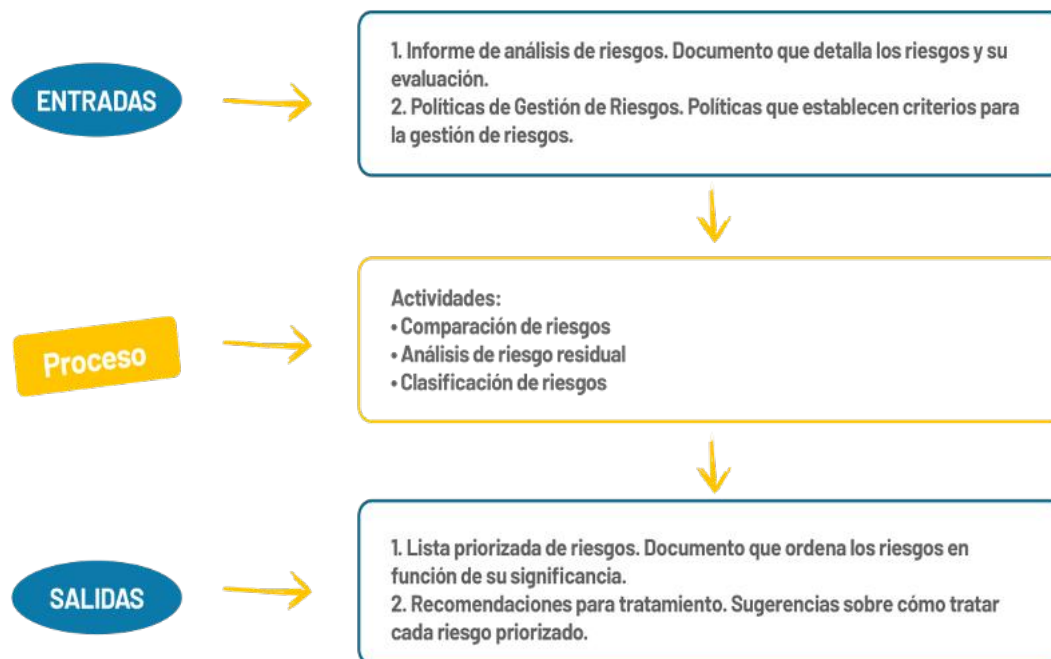 ENTRADAS
1. Informe de análisis de riesgos. Documento que detalla los riesgos y su
evaluación.
2. Políticas de Gestión de Riesgos. Políticas que establecen criterios para
la gestión de riesgos.
Proceso
Actividades:
• Comparación de riesgos
• Análisis de riesgo residual
• Clasificación de riesgos
SALIDAS
1. Lista priorizada de riesgos. Documento que ordena los riesgos en
función de su significancia.
2. Recomendaciones para tratamiento. Sugerencias sobre cómo tratar
cada riesgo priorizado.